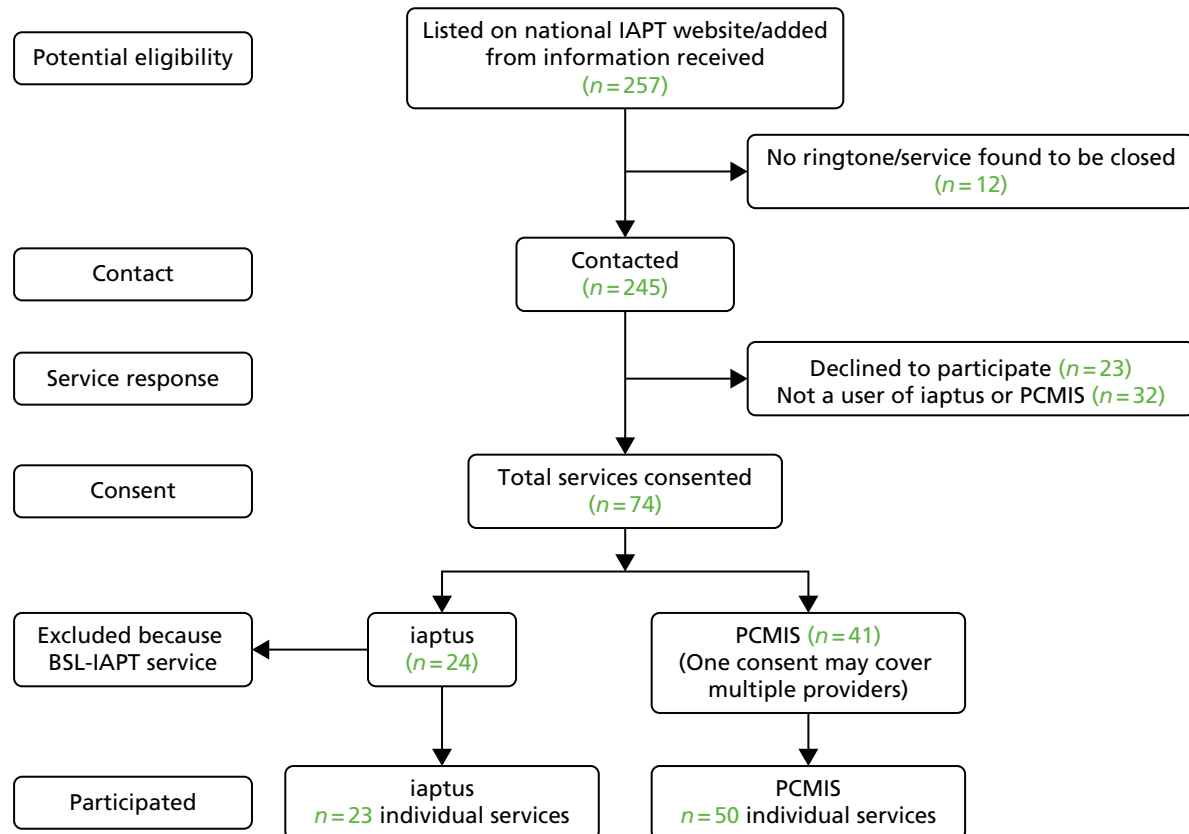 Potential eligibility
Listed on national IAPT website/added
from information received
(n=257)
No ringtone/service found to be closed
(n=12)
Contact
Contacted
(n=245)
Service response
Declined to participate (n=23)
Not a user of iaptus or PCMIS (n=32)
Consent
Total services consented
(n=74)
Excluded because
BSL-IAPT service
iaptus
(n=24)
PCMIS (n=41)
(One consent may cover
multiple providers)
Participated
iaptus
n=23 individual services
PCMIS
n=50 individual services